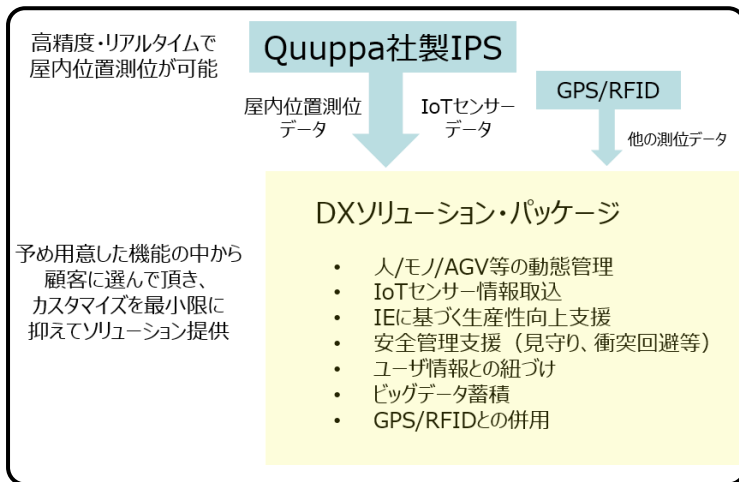 高精度・リアルタイムで
屋内位置測位が可能
Quuppa社製IPS
GPS/RFID
屋内位置測位
データ
IoTセンサー
データ
他の測位データ
DXソリューション・パッケージ
予め用意した機能の中から
顧客に選んで頂き、
カスタマイズを最小限に
抑えてソリューション提供
• 人/モノ/AGV等の動態管理
• IoTセンサー情報取込
• IEに基づく生産性向上支援
• 安全管理支援（見守り、衝突回避等）
• ユーザ情報との紐づけ
• ビッグデータ蓄積
• GPS/RFIDとの併用